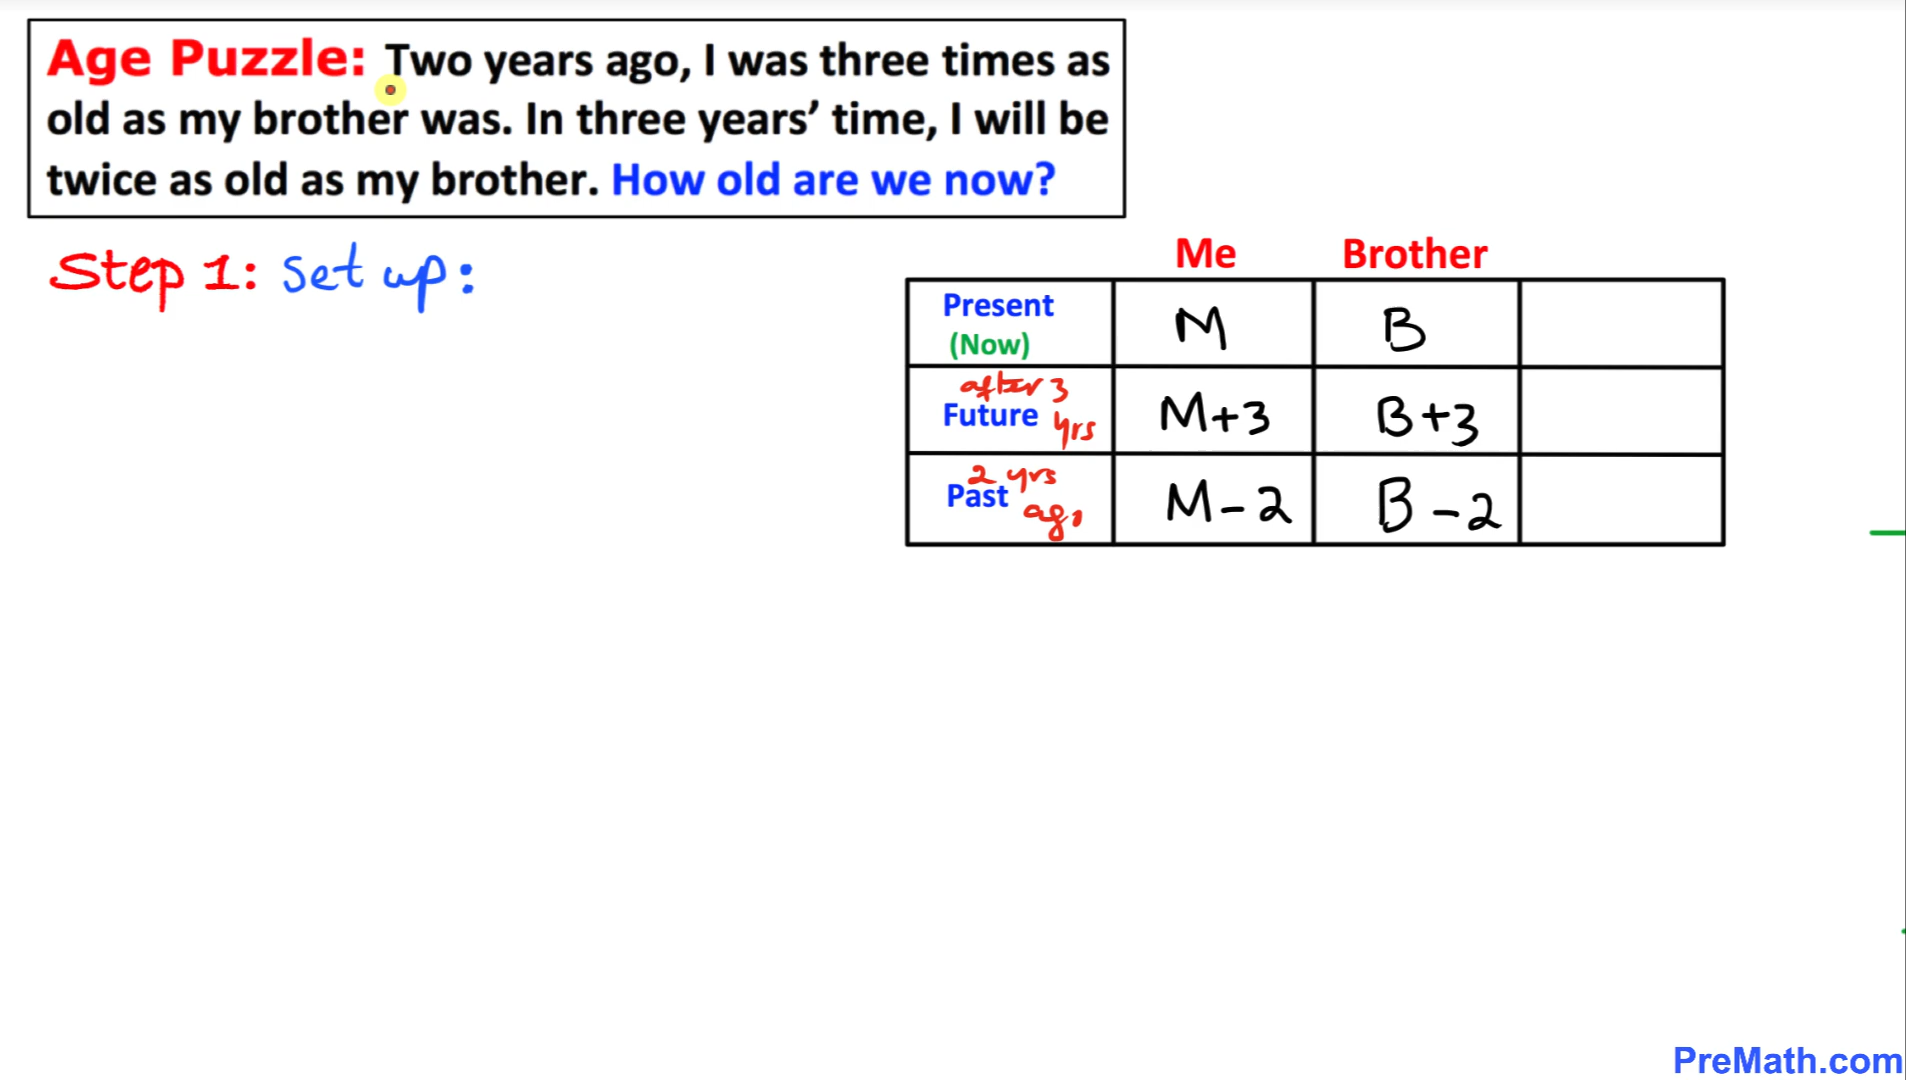 Age Puzzle: Two years ago, I was three times as
old as my brother was. In three years’ time, I will be
twice as old as my brother. How old are we now?
Step 1: Set up:
Me Brother
Present M B
(Now)
after 3
Future yrs M+3 B+3
2 yrs
Past ago M-2 B-2
PreMath.com